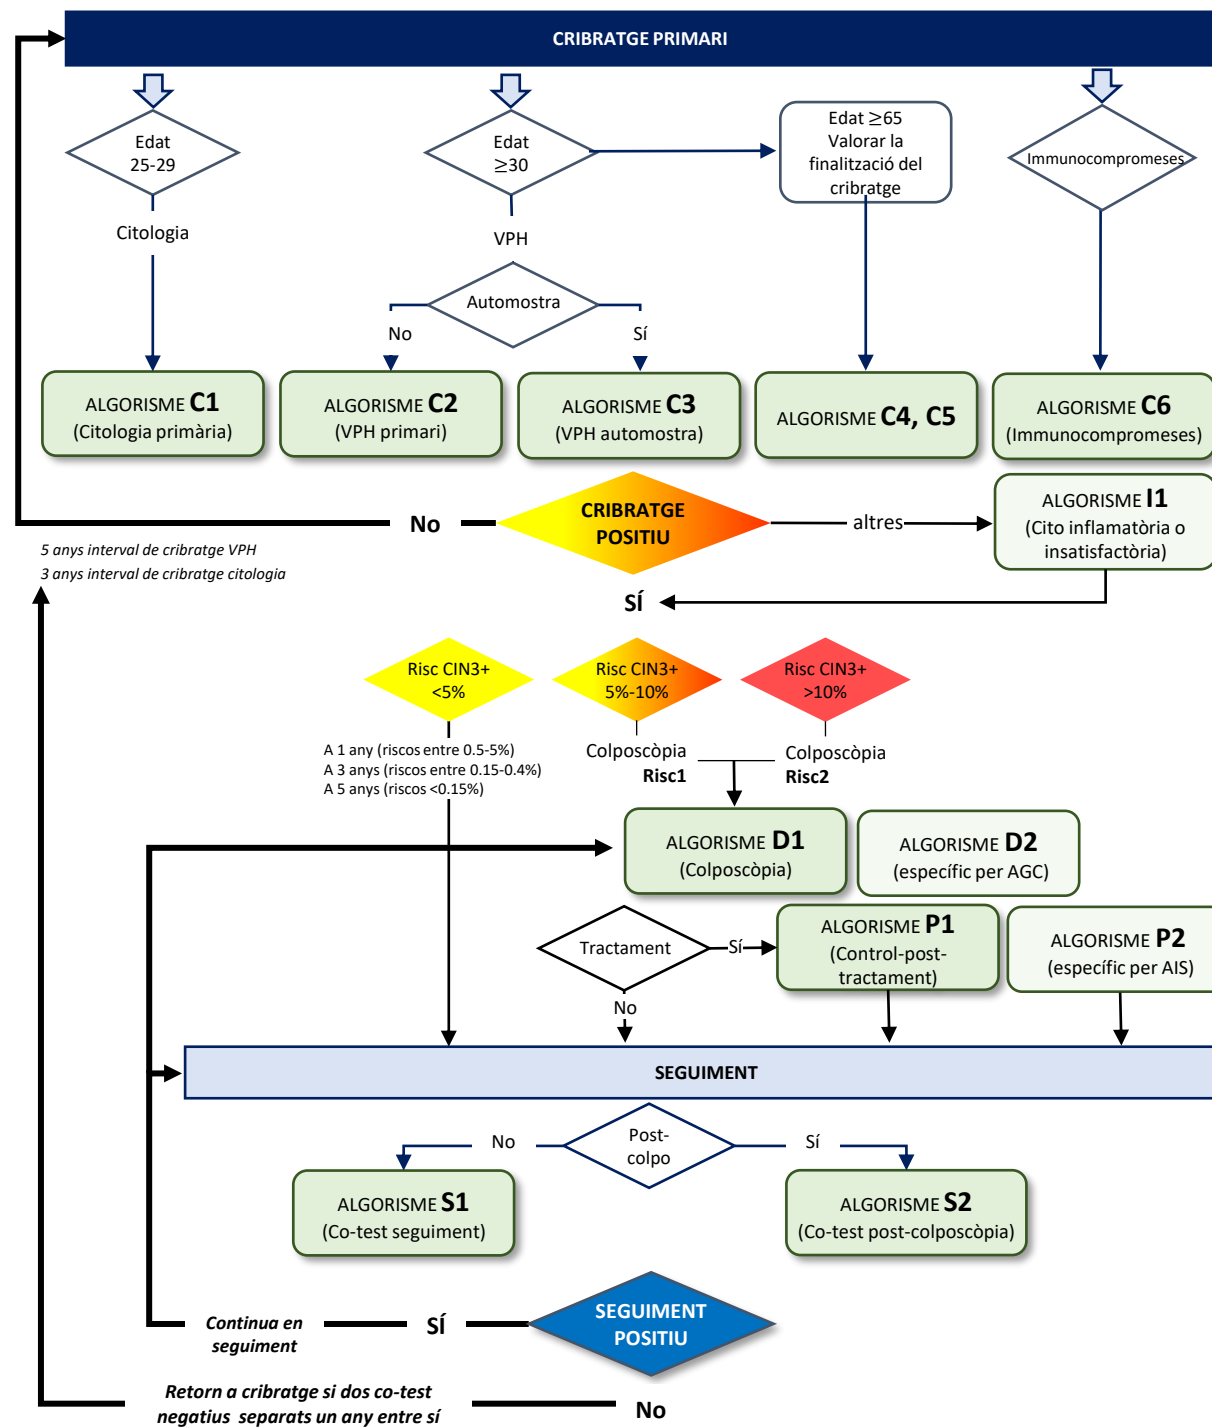 CRIBRATGE PRIMARI
Edat
25-29
Edat
≥30
Edat ≥65
Valorar la
finalització del
cribratge
Immunocompromeses
Citologia
VPH
Automostra
No
Sí
ALGORISME C1
(Citologia primària)
ALGORISME C2
(VPH primari)
ALGORISME C3
(VPH automostra)
ALGORISME C4, C5
ALGORISME C6
(Immunocompromeses)
No
CRIBRATGE
POSITIU
altres
ALGORISME I1
(Cito inflamatòria o
insatisfactòria)
5 anys interval de cribratge VPH
3 anys interval de cribratge citologia
SÍ
Risc CIN3+
<5%
Risc CIN3+
5%-10%
Risc CIN3+
>10%
A 1 any (riscos entre 0.5-5%)
A 3 anys (riscos entre 0.15-0.4%)
A 5 anys (riscos <0.15%)
Colposcòpia
Risc1
Colposcòpia
Risc2
ALGORISME D1
(Colposcòpia)
ALGORISME D2
(específic per AGC)
Tractament
Sí
No
ALGORISME P1
(Control-post-
tractament)
ALGORISME P2
(específic per AIS)
SEGUIMENT
No
Post-
colpo
Sí
ALGORISME S1
(Co-test seguiment)
ALGORISME S2
(Co-test post-colposcòpia)
SEGUIMENT
POSITIU
SÍ
Continua en
seguiment
Retorn a cribratge si dos co-test
negatius separats un any entre sí
No